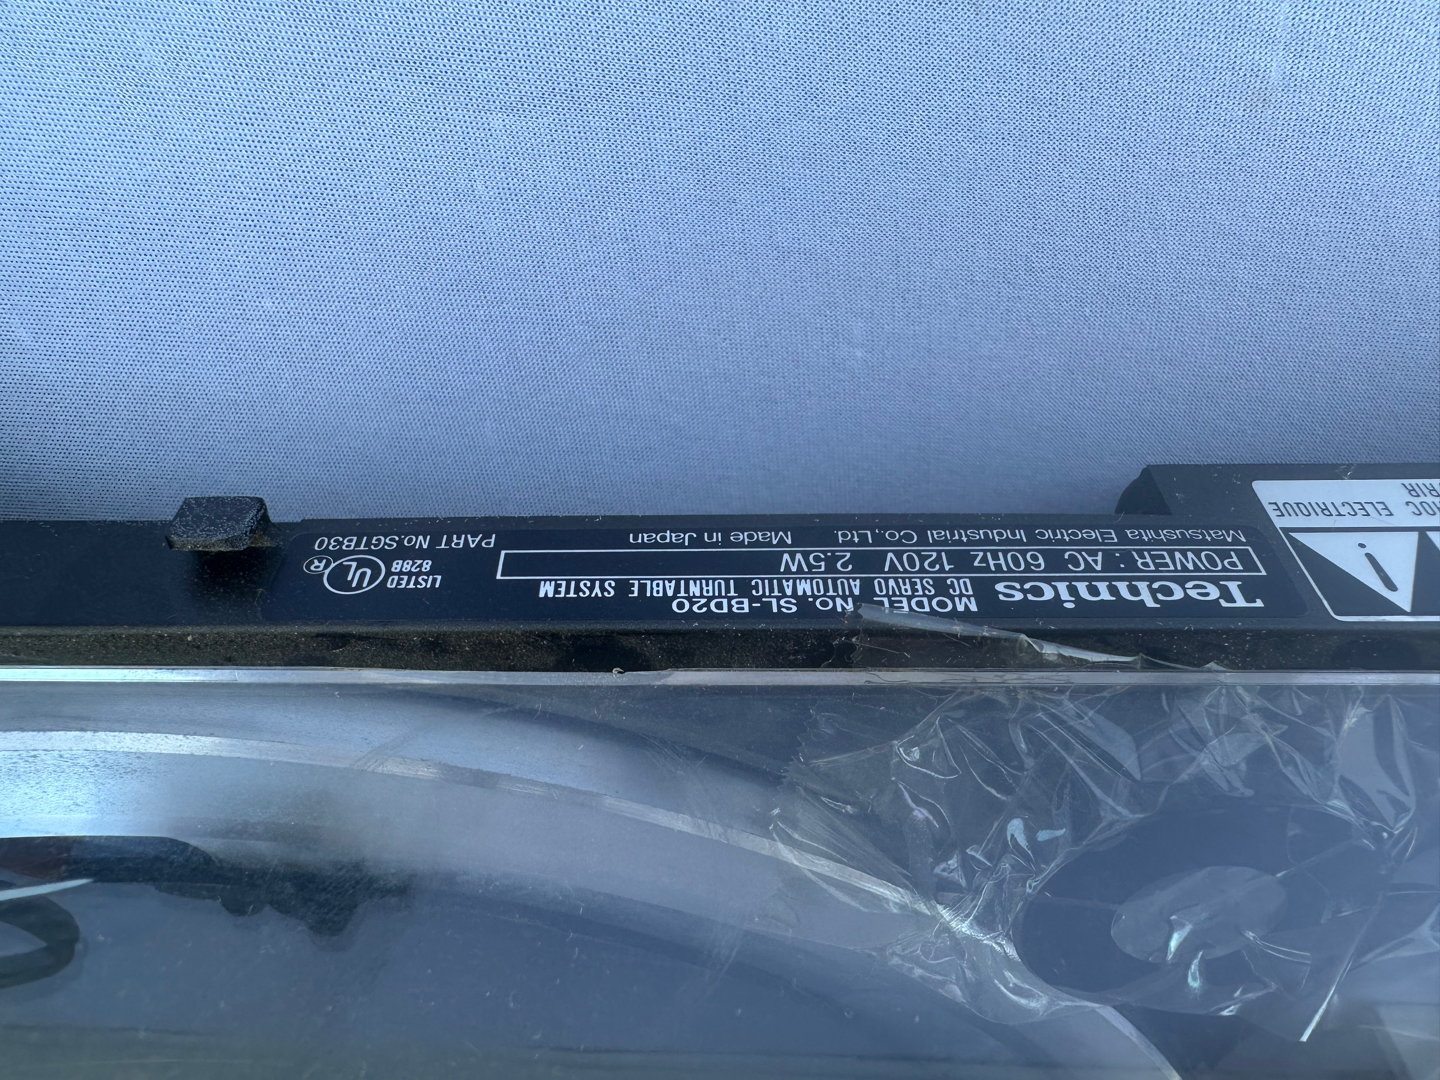 Technics
MODEL No. SL-BD20
DC SERVO AUTOMATIC TURNTABLE SYSTEM
POWER : AC 60Hz 120V 2.5W
Matsushita Electric Industrial Co.,Ltd. Made in Japan
LISTED
828B
UL
R
PART No.SGTB30
ELECTRIQUE